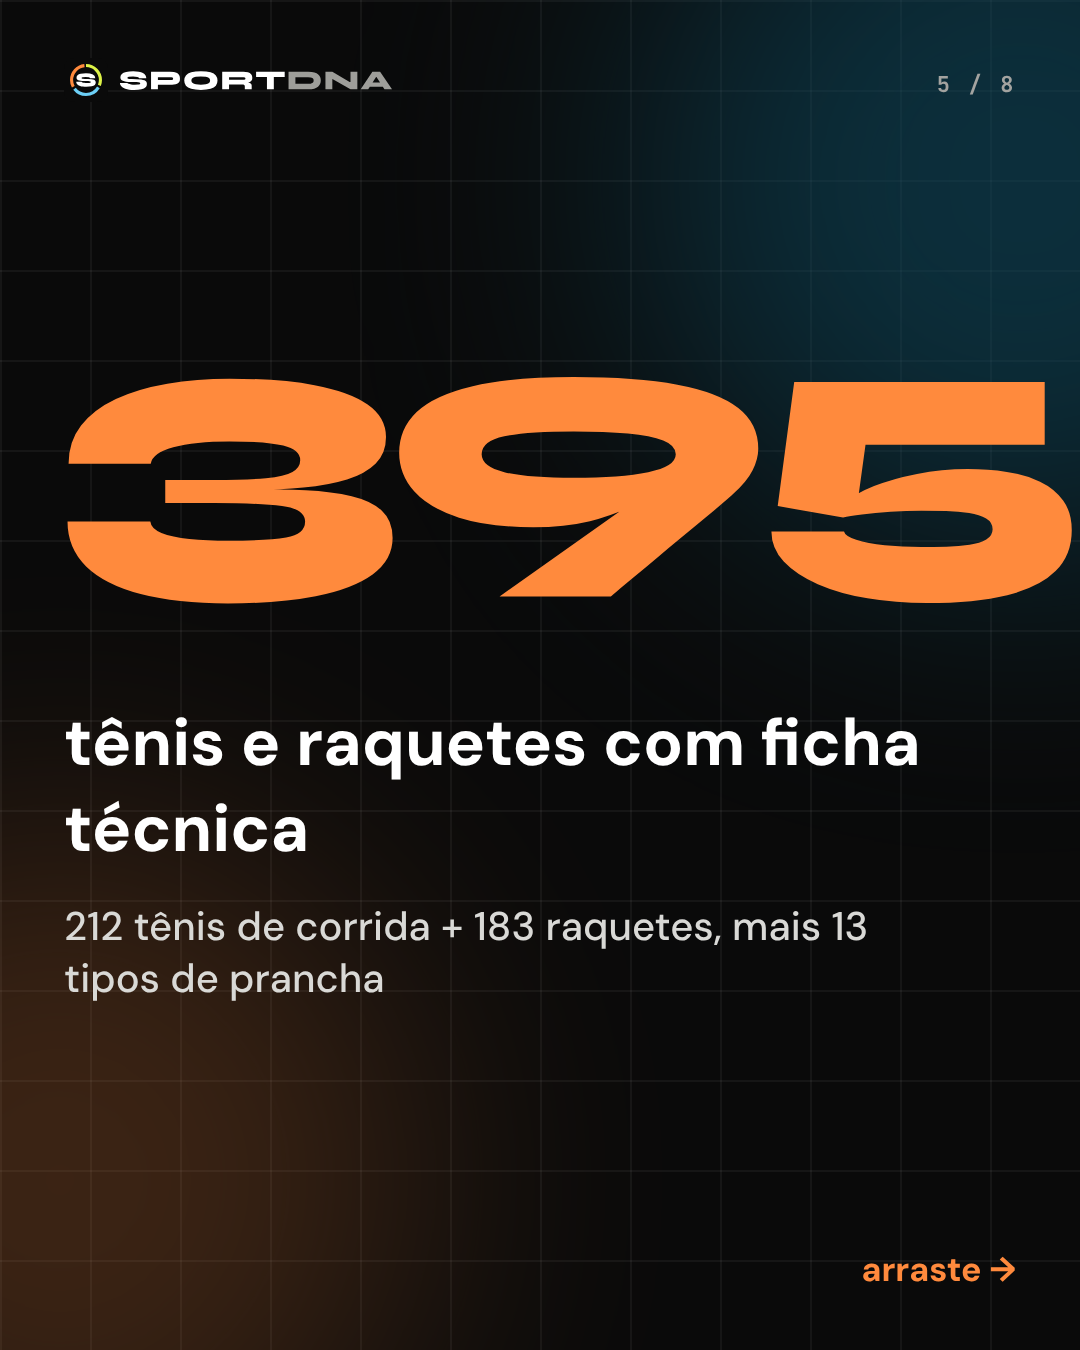 SPORTDNA
5 / 8
395
tênis e raquetes com ficha
técnica
212 tênis de corrida + 183 raquetes, mais 13
tipos de prancha
arraste →